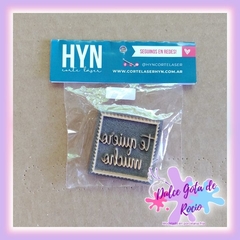 HYN
corte laser
SEGUINOS EN REDES!
@HYNCORTELASER
WWW.CORTELASERHYN.COM.AR
te quiero
mucho
Dulce Gota de
Rocio